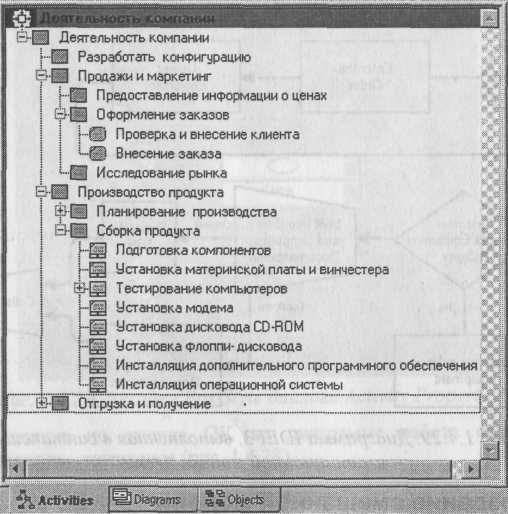 Деятельность компании
Деятельность компании
Разработать конфигурацию
Продажи и маркетинг
Предоставление информации о ценах
Оформление заказов
Проверка и внесение клиента
Внесение заказа
Исследование рынка
Производство продукта
Планирование производства
Сборка продукта
Подготовка компонентов
Установка материнской платы и винчестера
Тестирование компьютеров
Установка модема
Установка дисковода CD-ROM
Установка флоппи-дисковода
Инсталляция дополнительного программного обеспечения
Инсталляция операционной системы
Отгрузка и получение
Activities Diagrams Objects